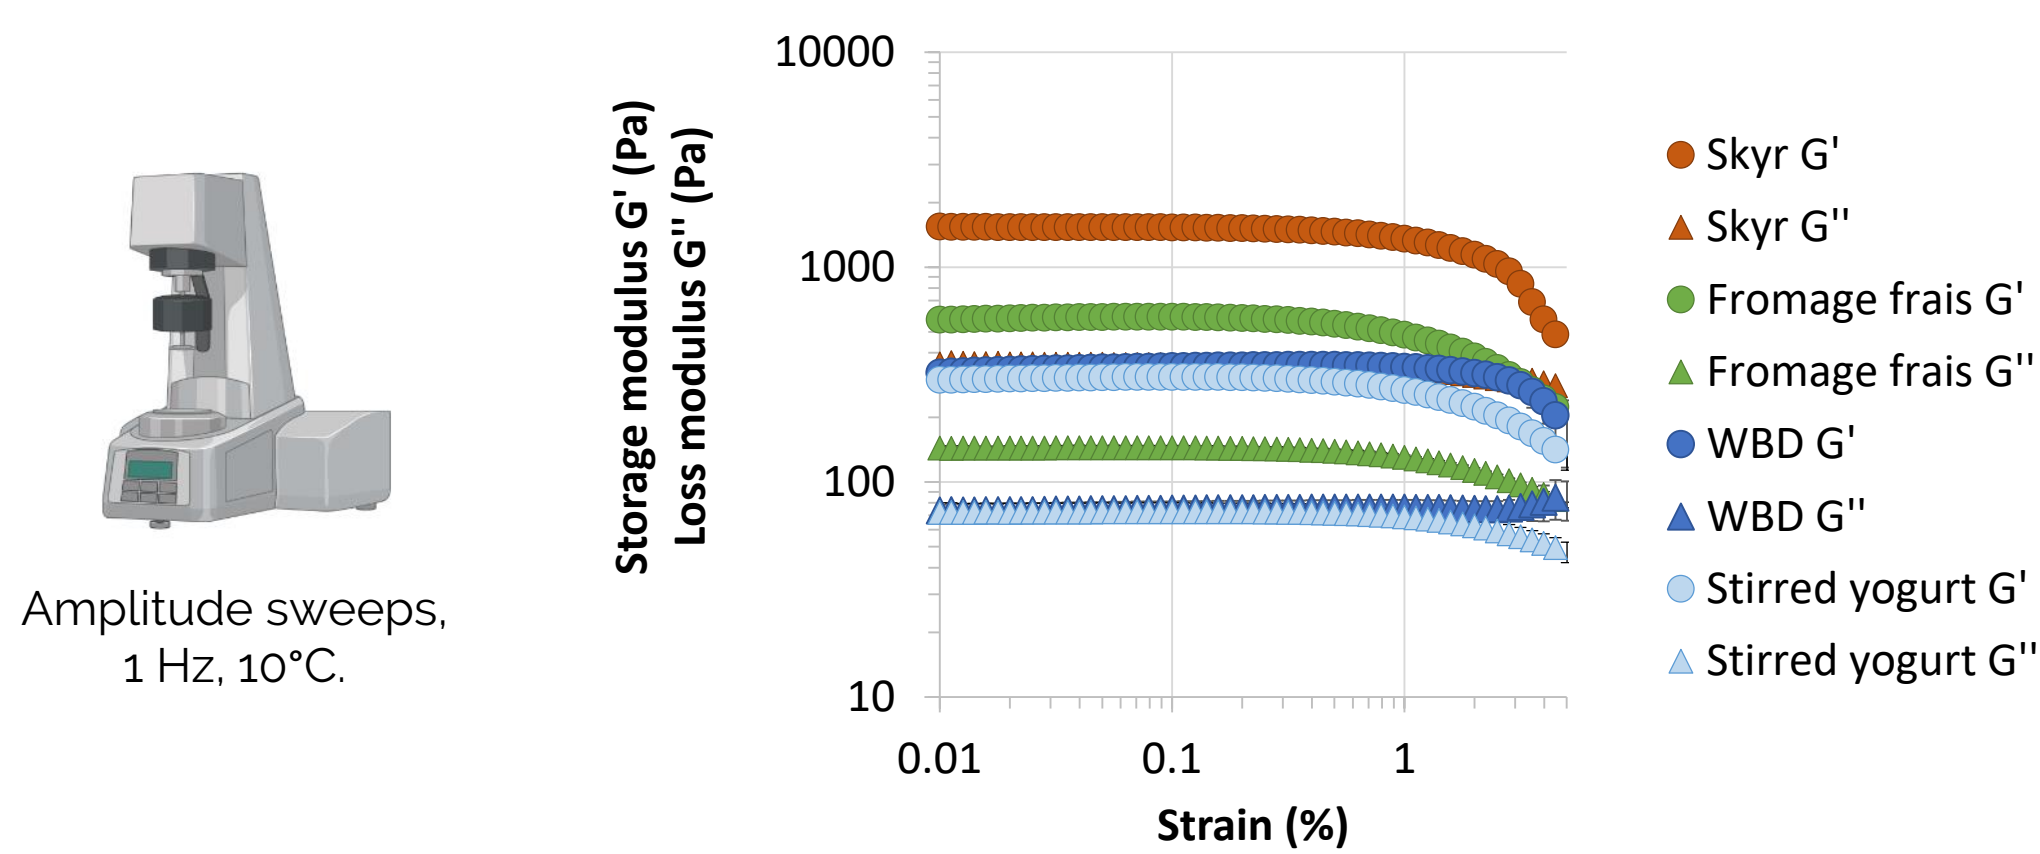 Amplitude sweeps,
1 Hz, 10°C.
Storage modulus G' (Pa)
Loss modulus G'' (Pa)
10000
1000
100
10
0.01
0.1
1
Strain (%)
Skyr G'
Skyr G''
Fromage frais G'
Fromage frais G''
WBD G'
WBD G''
Stirred yogurt G'
Stirred yogurt G''